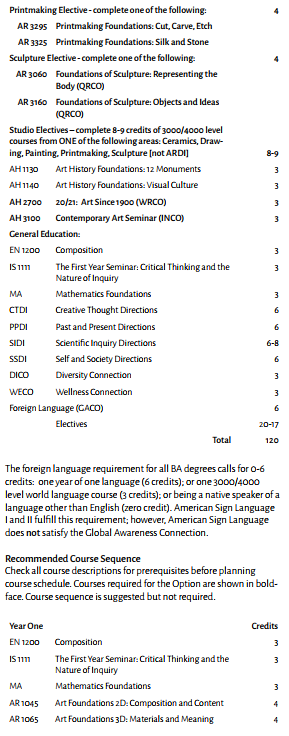 Printmaking Elective - complete one of the following: 4
AR 3295 Printmaking Foundations: Cut, Carve, Etch
AR 3325 Printmaking Foundations: Silk and Stone
Sculpture Elective - complete one of the following: 4
AR 3060 Foundations of Sculpture: Representing the
Body (QRCO)
AR 3160 Foundations of Sculpture: Objects and Ideas
(QRCO)
Studio Electives – complete 8-9 credits of 3000/4000 level
courses from ONE of the following areas: Ceramics, Draw-
ing, Painting, Printmaking, Sculpture [not ARDI] 8-9
AH 1130 Art History Foundations: 12 Monuments 3
AH 1140 Art History Foundations: Visual Culture 3
AH 2700 20/21: Art Since 1900 (WRCO) 3
AH 3100 Contemporary Art Seminar (INCO) 3
General Education:
EN 1200 Composition 3
IS 1111 The First Year Seminar: Critical Thinking and the 3
Nature of Inquiry
MA Mathematics Foundations 3
CTDI Creative Thought Directions 6
PPDI Past and Present Directions 6
SIDI Scientific Inquiry Directions 6-8
SSDI Self and Society Directions 6
DICO Diversity Connection 3
WECO Wellness Connection 3
Foreign Language (GACO) 6
Electives 20-17
Total 120
The foreign language requirement for all BA degrees calls for 0-6
credits: one year of one language (6 credits); or one 3000/4000
level world language course (3 credits); or being a native speaker of a
language other than English (zero credit). American Sign Language
I and II fulfill this requirement; however, American Sign Language
does not satisfy the Global Awareness Connection.
Recommended Course Sequence
Check all course descriptions for prerequisites before planning
course schedule. Courses required for the Option are shown in bold-
face. Course sequence is suggested but not required.
Year One Credits
EN 1200 Composition 3
IS 1111 The First Year Seminar: Critical Thinking and the 3
Nature of Inquiry
MA Mathematics Foundations 3
AR 1045 Art Foundations 2D: Composition and Content 4
AR 1065 Art Foundations 3D: Materials and Meaning 4